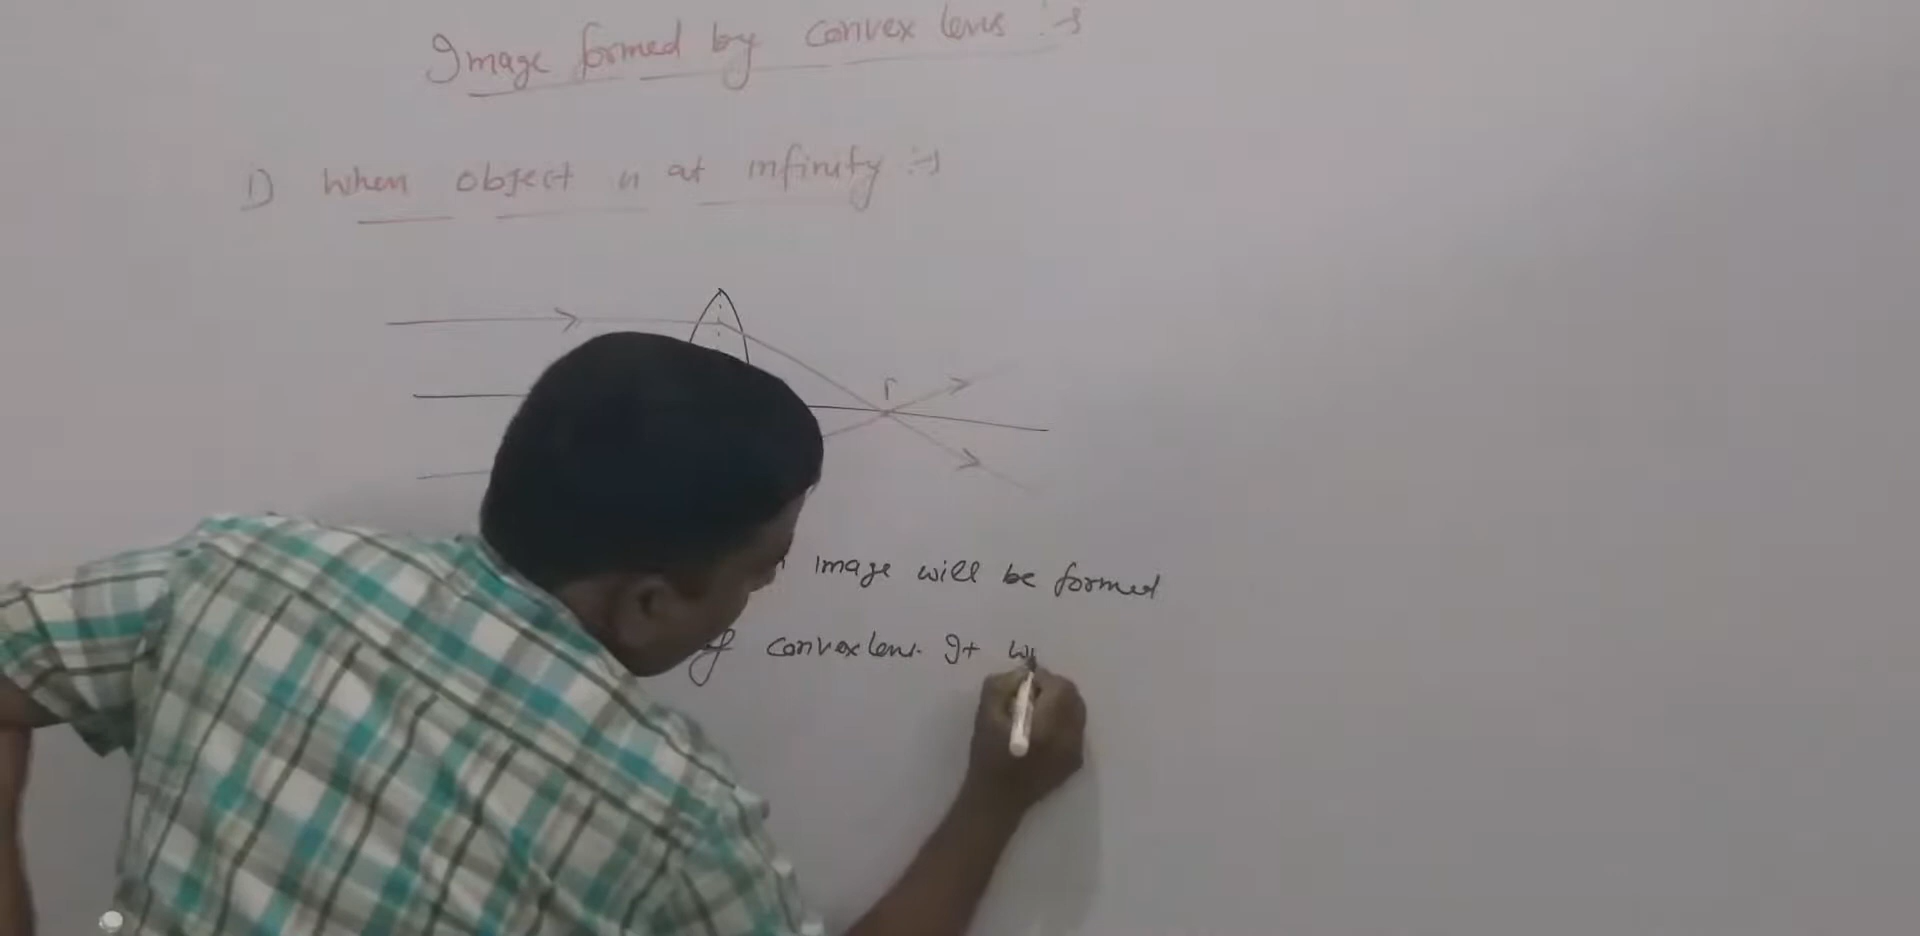 Image formed by convex lens :-
1) When object is at infinity :-
F
image will be formed
of convex lens. It wi